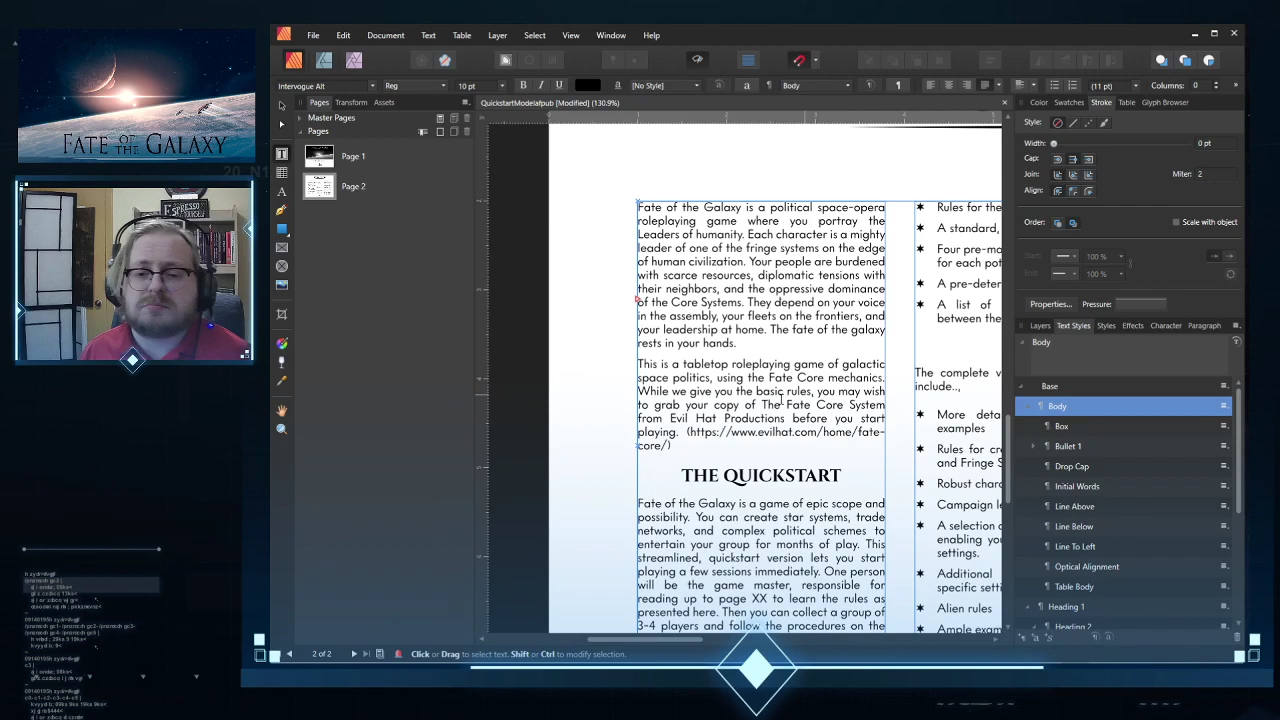 FATE OF THE GALAXY
ESPRESSO
File Edit Document Text Table Layer Select View Window Help
Intervogue Alt Reg 10 pt B I U [No Style] a a Body (11 pt) Columns: 0
Pages Transform Assets
QuickstartModelafpub [Modified] (130.9%)
Master Pages
Pages
Page 1
Page 2
Fate of the Galaxy is a political space-opera
roleplaying game where you portray the
Leaders of humanity. Each character is a mighty
leader of one of the fringe systems on the edge
of human civilization. Your people are burdened
with scarce resources, diplomatic tensions with
their neighbors, and the oppressive dominance
of the Core Systems. They depend on your voice
in the assembly, your fleets on the frontiers, and
your leadership at home. The fate of the galaxy
rests in your hands.
This is a tabletop roleplaying game of galactic
space politics, using the Fate Core mechanics.
While we give you the basic rules, you may wish
to grab your copy of The Fate Core System
from Evil Hat Productions before you start
playing. (https://www.evilhat.com/home/fate-
core/)
THE QUICKSTART
Fate of the Galaxy is a game of epic scope and
possibility. You can create star systems, trade
networks, and complex political schemes to
entertain your group for months of play. This
streamlined, quickstart version lets you start
playing a few sessions immediately. One person
will be the game master, responsible for
reading up to page XX to learn the rules as
presented here. Then you can collect a group of
3-4 players and follow the procedures on the
Rules for the
A standard,
Four pre-ma
for each pot
A pre-deter
A list of
between the
The complete v
include..,
More deta
examples
Rules for cr
and Fringe S
Robust chara
Campaign le
A selection o
enabling you
settings.
Additional
specific setti
Alien rules
Ample exam
Color Swatches Stroke Table Glyph Browser
Style:
Width: 0 pt
Cap:
Join: Miter: 2
Align:
Order: Scale with object
Start: 100 %
End: 100 %
Properties... Pressure:
Layers Text Styles Styles Effects Character Paragraph
Body
Base
Body
Box
Bullet 1
Drop Cap
Initial Words
Line Above
Line Below
Line To Left
Optical Alignment
Table Body
Heading 1
Heading 2
2 of 2 Click or Drag to select text. Shift or Ctrl to modify selection.